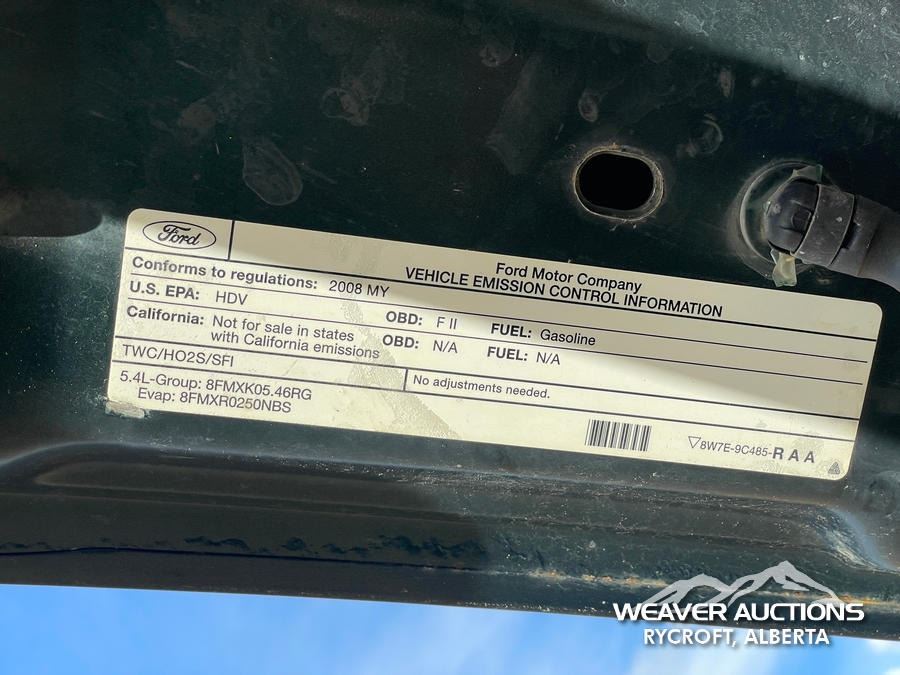 Ford
Ford Motor Company
VEHICLE EMISSION CONTROL INFORMATION
Conforms to regulations: 2008 MY
U.S. EPA: HDV OBD: F II FUEL: Gasoline
California: Not for sale in states
with California emissions OBD: N/A FUEL: N/A
TWC/HO2S/SFI
No adjustments needed.
5.4L-Group: 8FMXK05.46RG
Evap: 8FMXR0250NBS
▽8W7E-9C485-R A A
WEAVER AUCTIONS
RYCROFT, ALBERTA